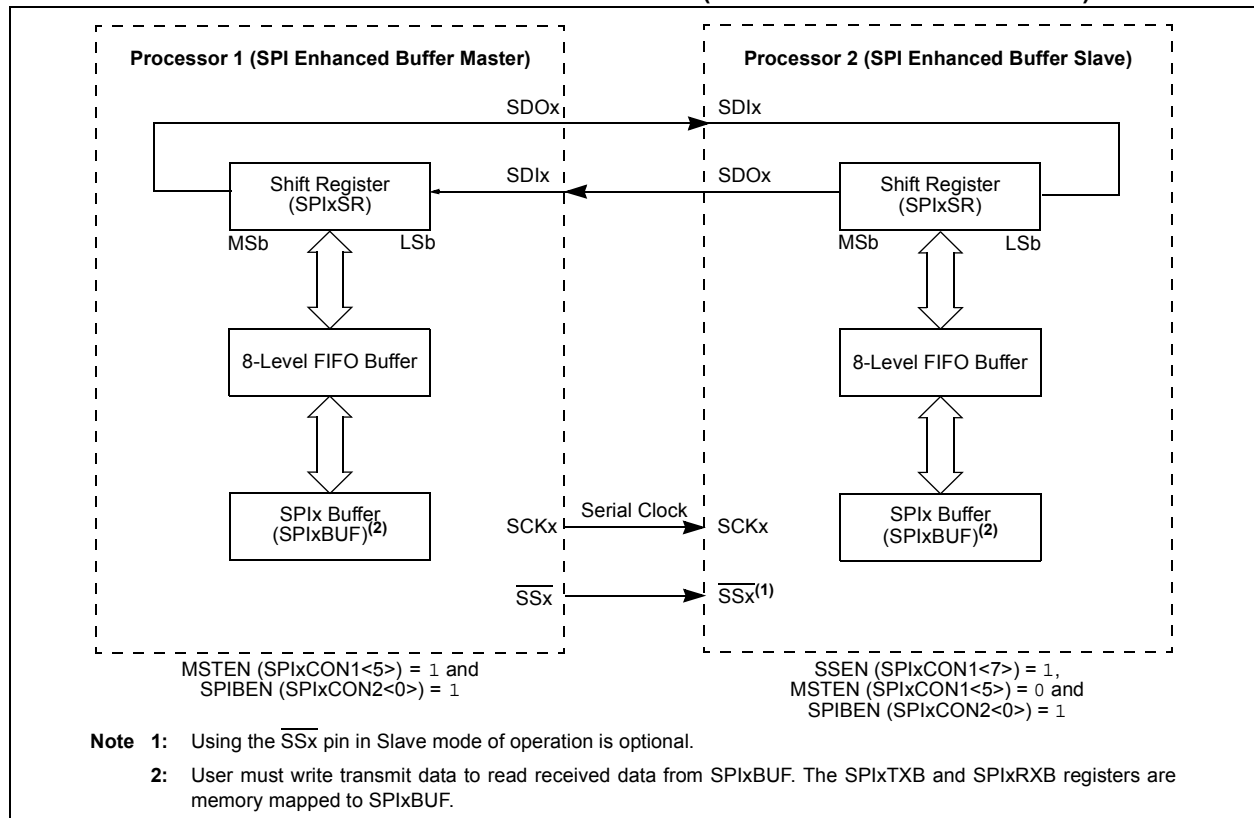 Processor 1 (SPI Enhanced Buffer Master)
Processor 2 (SPI Enhanced Buffer Slave)
SDOx
SDIx
Shift Register
(SPIxSR)
SDIx
SDOx
Shift Register
(SPIxSR)
MSb
LSb
MSb
LSb
8-Level FIFO Buffer
8-Level FIFO Buffer
SPIx Buffer
(SPIxBUF)(2)
SCKx
Serial Clock
SCKx
SPIx Buffer
(SPIxBUF)(2)
SSx
SSx(1)
MSTEN (SPIxCON1<5>) = 1 and
SPIBEN (SPIxCON2<0>) = 1
SSEN (SPIxCON1<7>) = 1,
MSTEN (SPIxCON1<5>) = 0 and
SPIBEN (SPIxCON2<0>) = 1
Note 1: Using the SSx pin in Slave mode of operation is optional.
2: User must write transmit data to read received data from SPIxBUF. The SPIxTXB and SPIxRXB registers are
memory mapped to SPIxBUF.